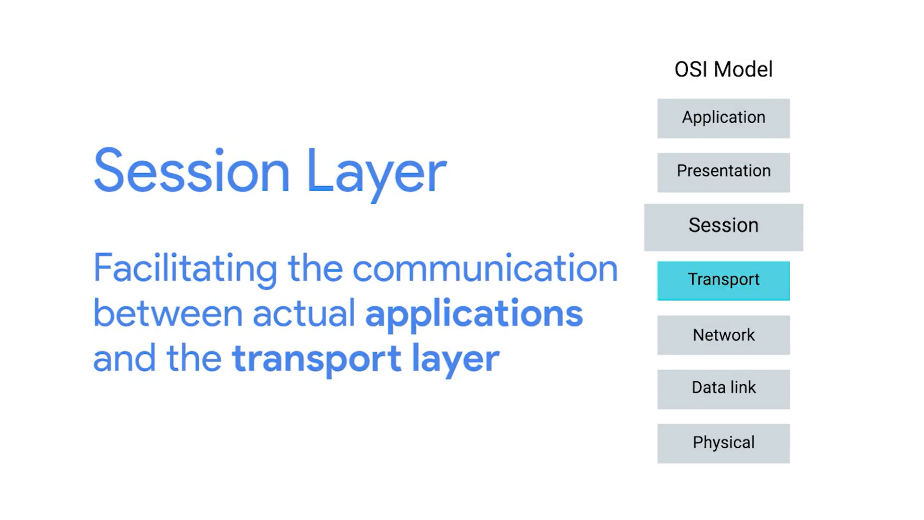 Session Layer
Facilitating the communication
between actual applications
and the transport layer
OSI Model
Application
Presentation
Session
Transport
Network
Data link
Physical